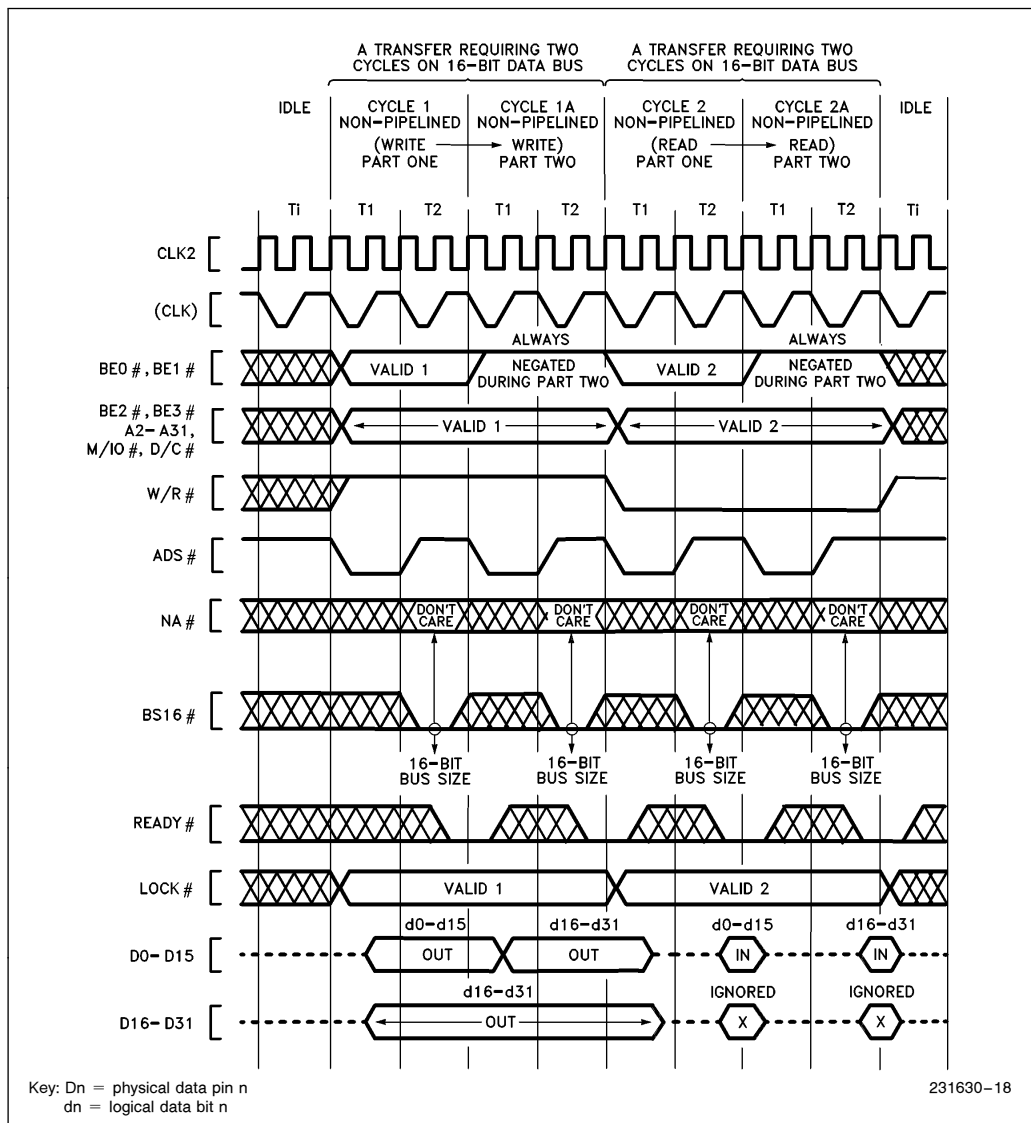 A TRANSFER REQUIRING TWO
CYCLES ON 16-BIT DATA BUS
A TRANSFER REQUIRING TWO
CYCLES ON 16-BIT DATA BUS
IDLE
CYCLE 1
NON-PIPELINED
(WRITE
PART ONE
CYCLE 1A
NON-PIPELINED
WRITE)
PART TWO
CYCLE 2
NON-PIPELINED
(READ
PART ONE
CYCLE 2A
NON-PIPELINED
READ)
PART TWO
IDLE
Ti T1 T2 T1 T2 T1 T2 T1 T2 Ti
CLK2
(CLK)
BE0 #, BE1 #
VALID 1
ALWAYS
NEGATED
DURING PART TWO
VALID 2
ALWAYS
NEGATED
DURING PART TWO
BE2 #, BE3 #
A2-A31,
M/IO #, D/C #
VALID 1
VALID 2
W/R #
ADS #
NA #
DON'T
CARE
DON'T
CARE
DON'T
CARE
DON'T
CARE
BS16 #
16-BIT
BUS SIZE
16-BIT
BUS SIZE
16-BIT
BUS SIZE
16-BIT
BUS SIZE
READY #
LOCK #
VALID 1
VALID 2
d0-d15 d16-d31 d0-d15 d16-d31
D0-D15 OUT OUT IN IN
d16-d31 IGNORED IGNORED
D16-D31 OUT X X
Key: Dn = physical data pin n
dn = logical data bit n
231630-18